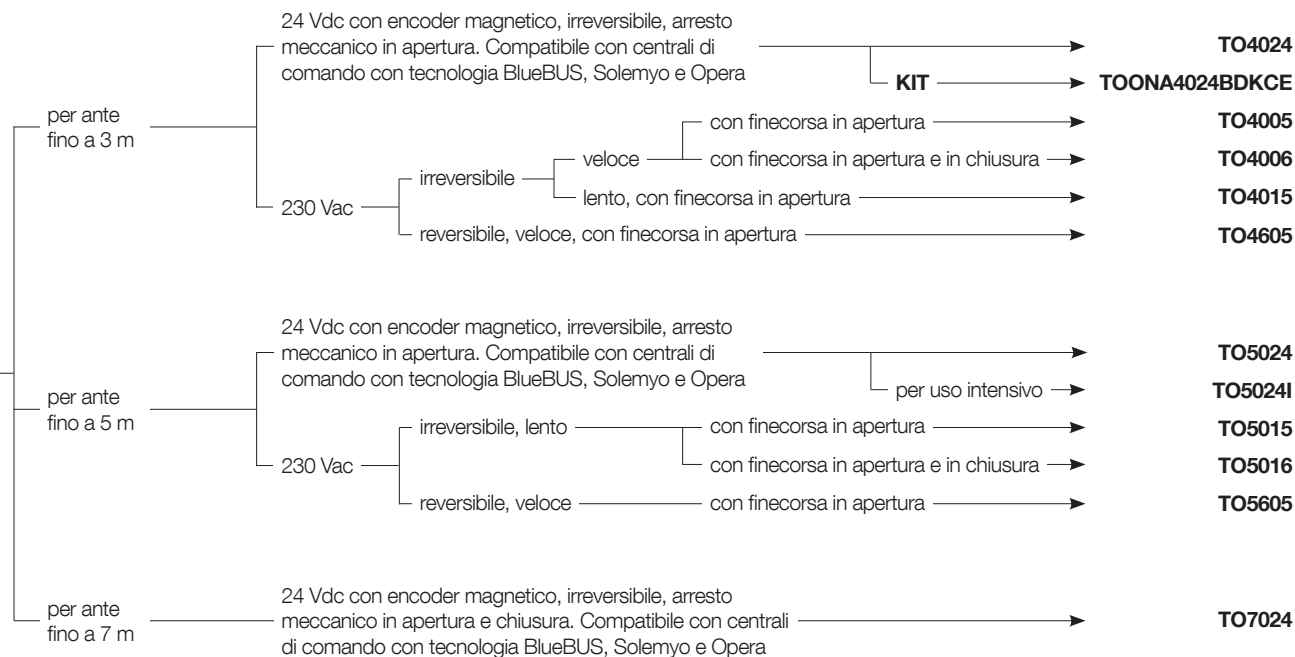 24 Vdc con encoder magnetico, irreversibile, arresto
meccanico in apertura. Compatibile con centrali di
comando con tecnologia BlueBUS, Solemyo e Opera
TO4024
KIT
TOONA4024BDKCE
per ante
fino a 3 m
con finecorsa in apertura
TO4005
veloce
con finecorsa in apertura e in chiusura
TO4006
irreversibile
lento, con finecorsa in apertura
TO4015
230 Vac
reversibile, veloce, con finecorsa in apertura
TO4605
24 Vdc con encoder magnetico, irreversibile, arresto
meccanico in apertura. Compatibile con centrali di
comando con tecnologia BlueBUS, Solemyo e Opera
TO5024
per uso intensivo
TO5024I
per ante
fino a 5 m
irreversibile, lento
con finecorsa in apertura
TO5015
230 Vac
con finecorsa in apertura e in chiusura
TO5016
reversibile, veloce
con finecorsa in apertura
TO5605
per ante
fino a 7 m
24 Vdc con encoder magnetico, irreversibile, arresto
meccanico in apertura e chiusura. Compatibile con centrali
di comando con tecnologia BlueBUS, Solemyo e Opera
TO7024